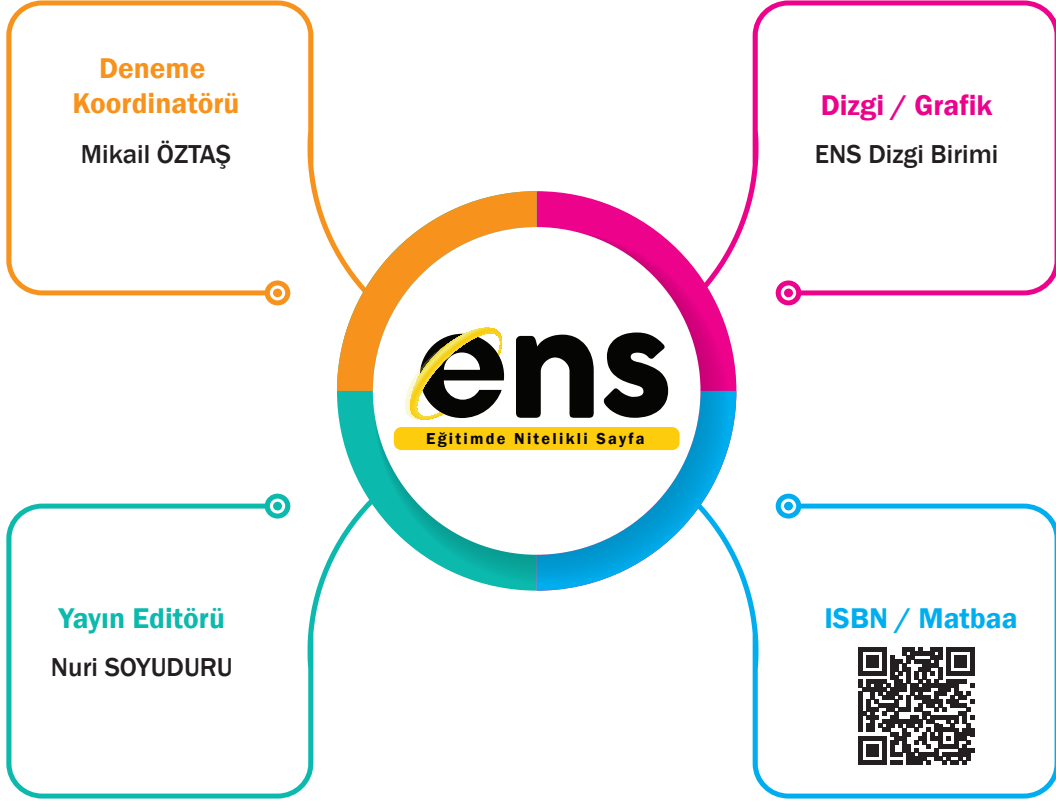 Deneme
Koordinatörü
Mikail ÖZTAŞ
Dizgi / Grafik
ENS Dizgi Birimi
ens
Eğitimde Nitelikli Sayfa
Yayın Editörü
Nuri SOYUDURU
ISBN / Matbaa